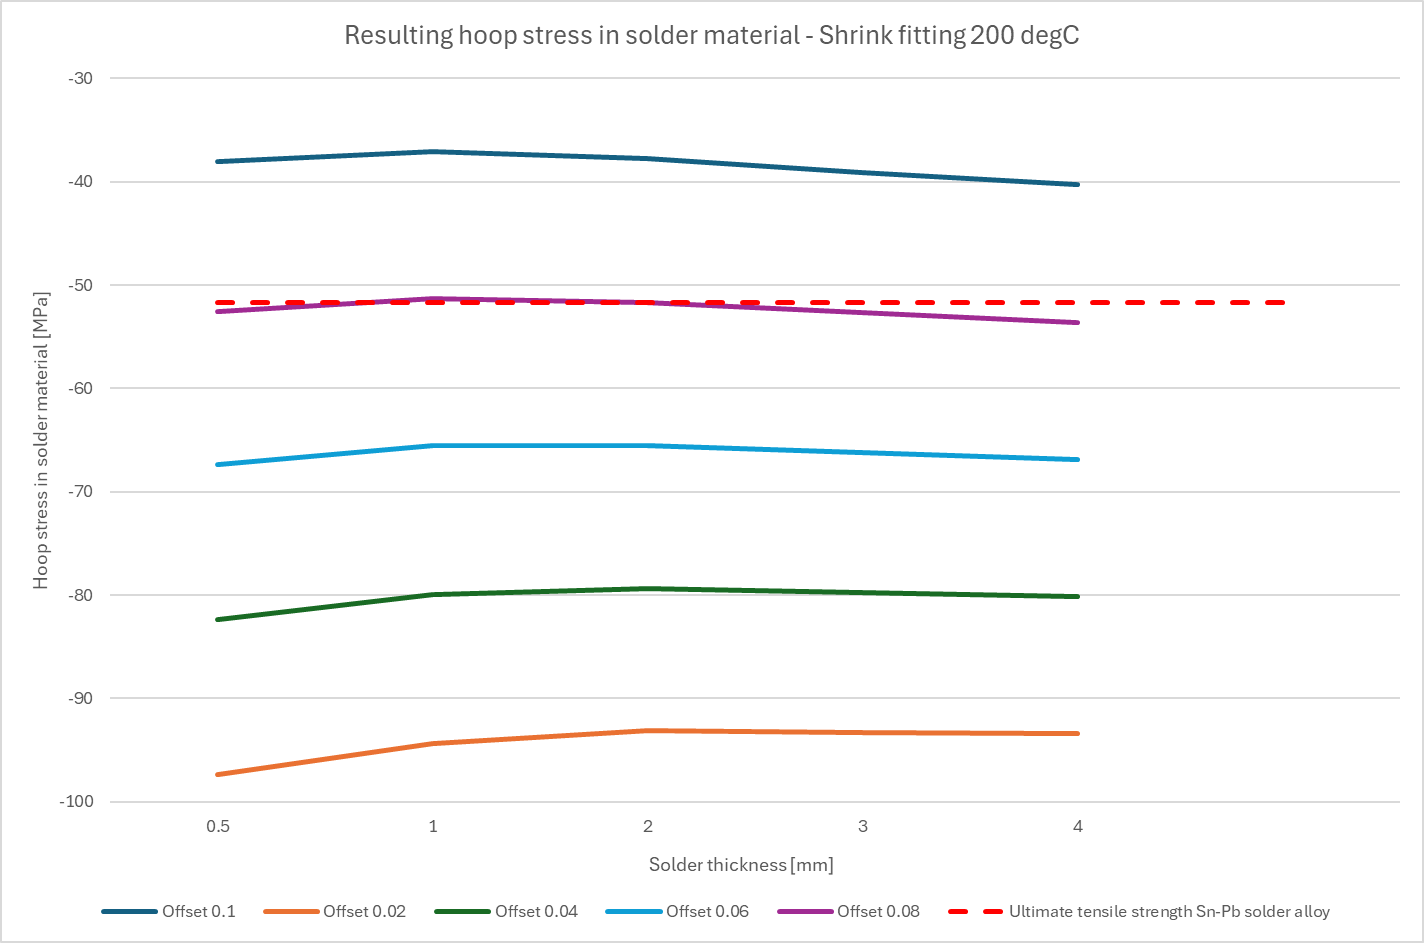 Resulting hoop stress in solder material - Shrink fitting 200 degC
-30
-40
-50
-60
-70
-80
-90
-100
Hoop stress in solder material [MPa]
0.5 1 2 3 4
Solder thickness [mm]
Offset 0.1 Offset 0.02 Offset 0.04 Offset 0.06 Offset 0.08 Ultimate tensile strength Sn-Pb solder alloy